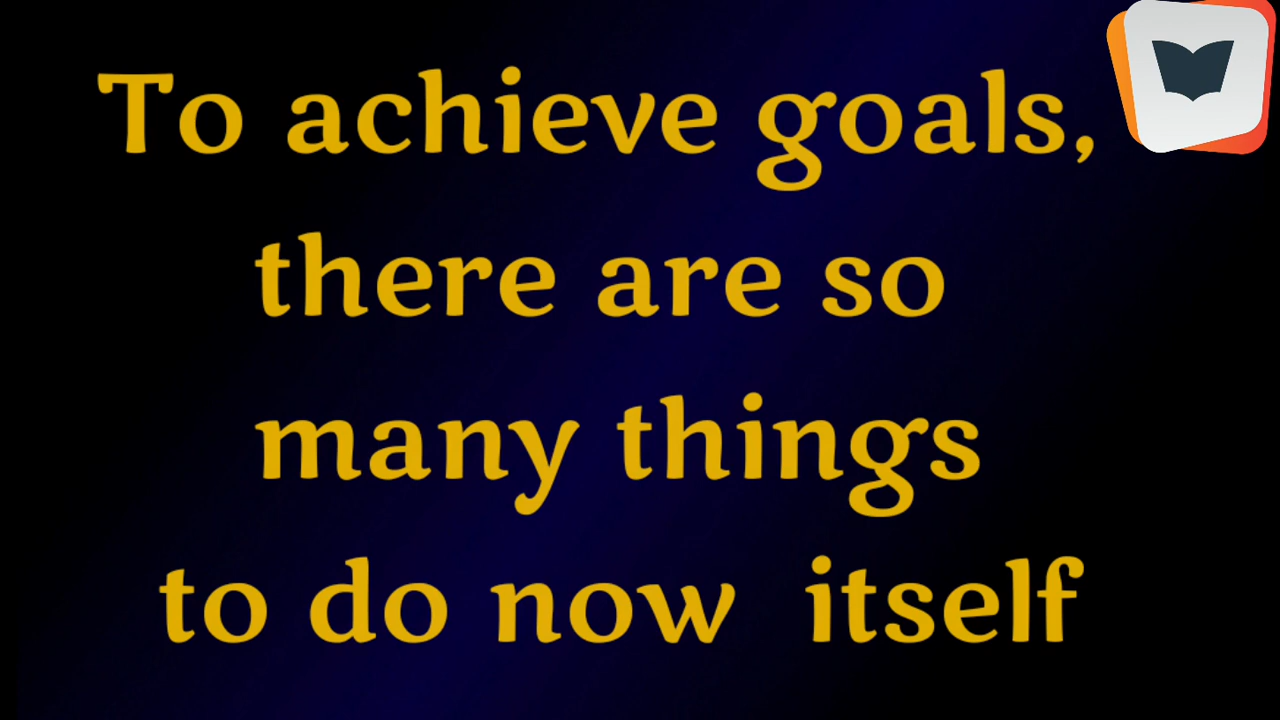 To achieve goals,
there are so
many things
to do now itself